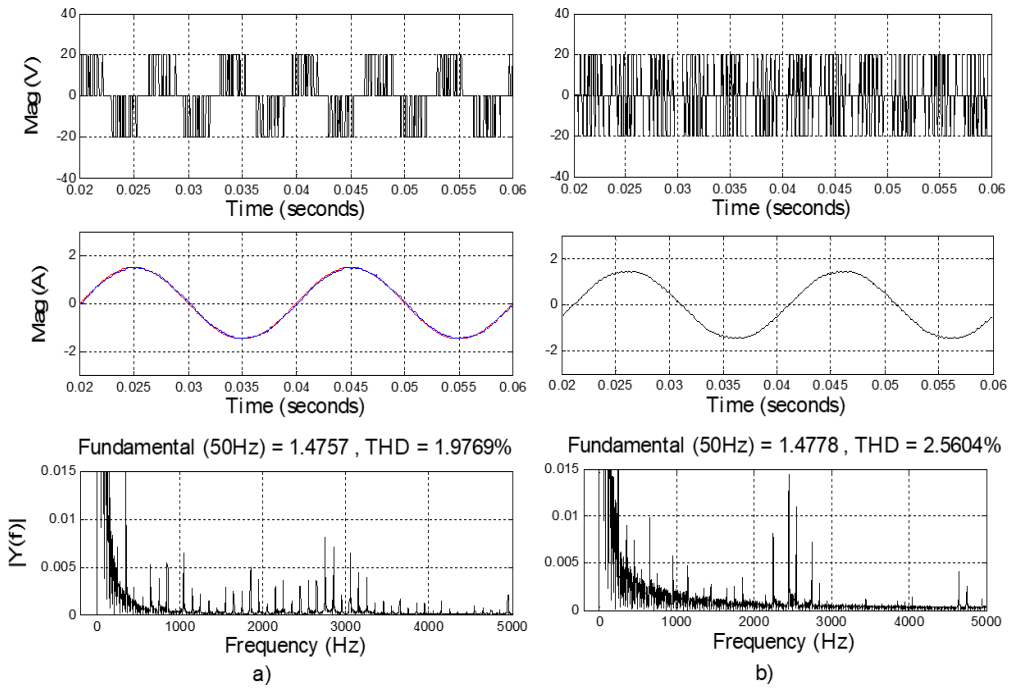 40
20
0
-20
-40
Mag (V)
0.02 0.025 0.03 0.035 0.04 0.045 0.05 0.055 0.06
Time (seconds)
2
0
-2
Mag (A)
0.02 0.025 0.03 0.035 0.04 0.045 0.05 0.055 0.06
Time (seconds)
Fundamental (50Hz) = 1.4757 , THD = 1.9769%
0.015
0.01
0.005
0
|Y(f)|
0 1000 2000 3000 4000 5000
Frequency (Hz)
a)
40
20
0
-20
-40
0.02 0.025 0.03 0.035 0.04 0.045 0.05 0.055 0.06
Time (seconds)
2
0
-2
0.02 0.025 0.03 0.035 0.04 0.045 0.05 0.055 0.06
Time (seconds)
Fundamental (50Hz) = 1.4778 , THD = 2.5604%
0.015
0.01
0.005
0
0 1000 2000 3000 4000 5000
Frequency (Hz)
b)